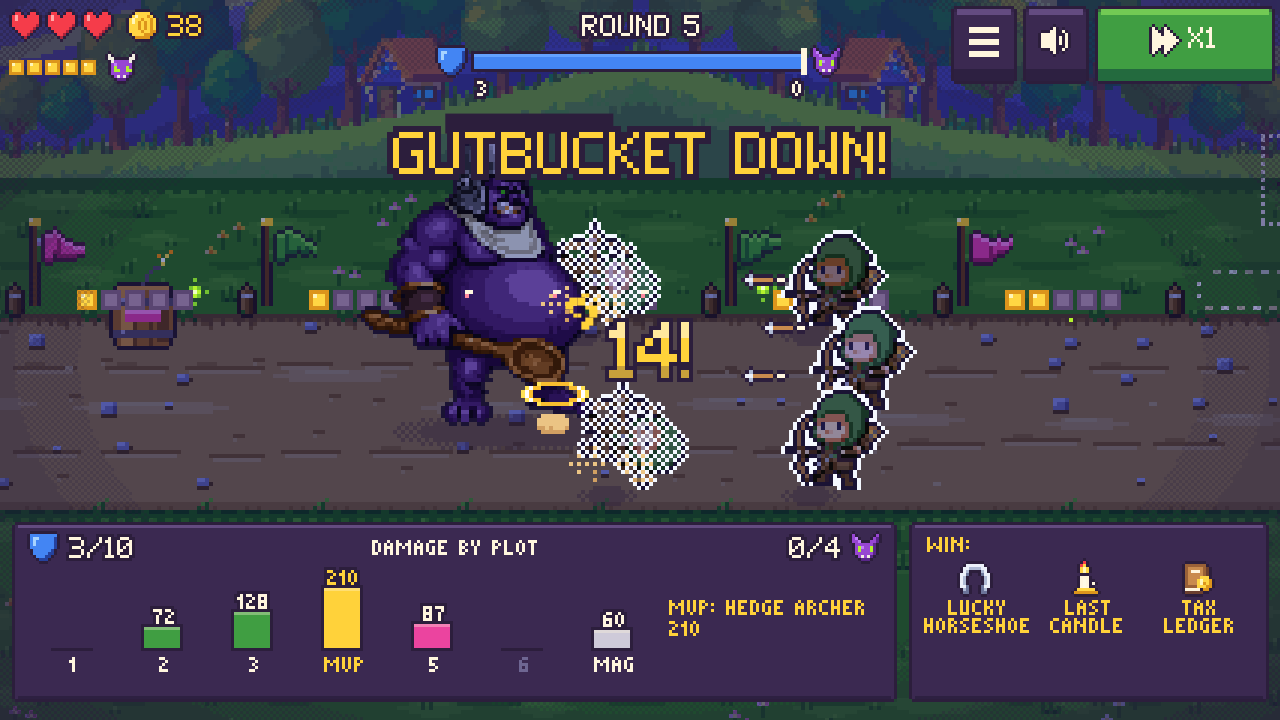 38
ROUND 5
X1
3
0
GUTBUCKET DOWN!
14!
3/10
DAMAGE BY PLOT
0/4
72
128
210
87
60
1
2
3
MVP
5
6
MAG
MVP: HEDGE ARCHER
210
WIN:
LUCKY HORSESHOE
LAST CANDLE
TAX LEDGER